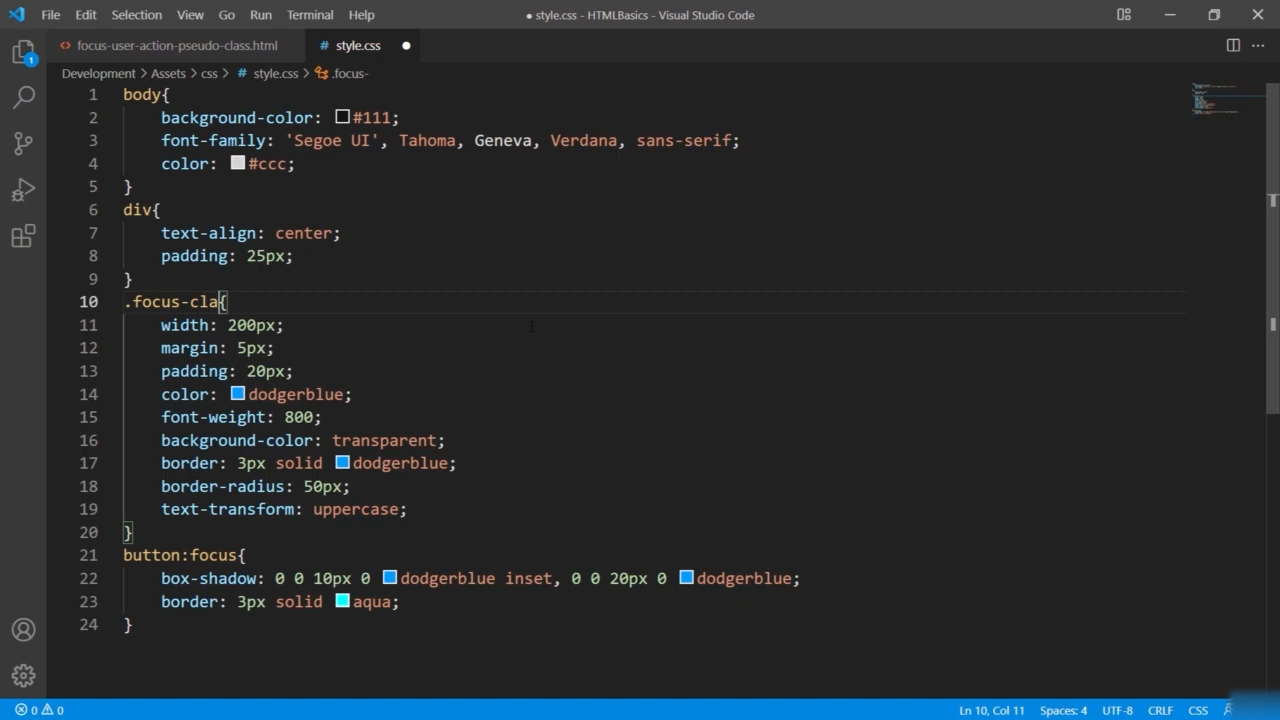 File Edit Selection View Go Run Terminal Help
● style.css - HTMLBasics - Visual Studio Code
focus-user-action-pseudo-class.html
# style.css ●
Development > Assets > css > # style.css > .focus-
1 body{
2 background-color: #111;
3 font-family: 'Segoe UI', Tahoma, Geneva, Verdana, sans-serif;
4 color: #ccc;
5 }
6 div{
7 text-align: center;
8 padding: 25px;
9 }
10 .focus-cla{
11 width: 200px;
12 margin: 5px;
13 padding: 20px;
14 color: dodgerblue;
15 font-weight: 800;
16 background-color: transparent;
17 border: 3px solid dodgerblue;
18 border-radius: 50px;
19 text-transform: uppercase;
20 }
21 button:focus{
22 box-shadow: 0 0 10px 0 dodgerblue inset, 0 0 20px 0 dodgerblue;
23 border: 3px solid aqua;
24 }
1
0 0
Ln 10, Col 11 Spaces: 4 UTF-8 CRLF CSS